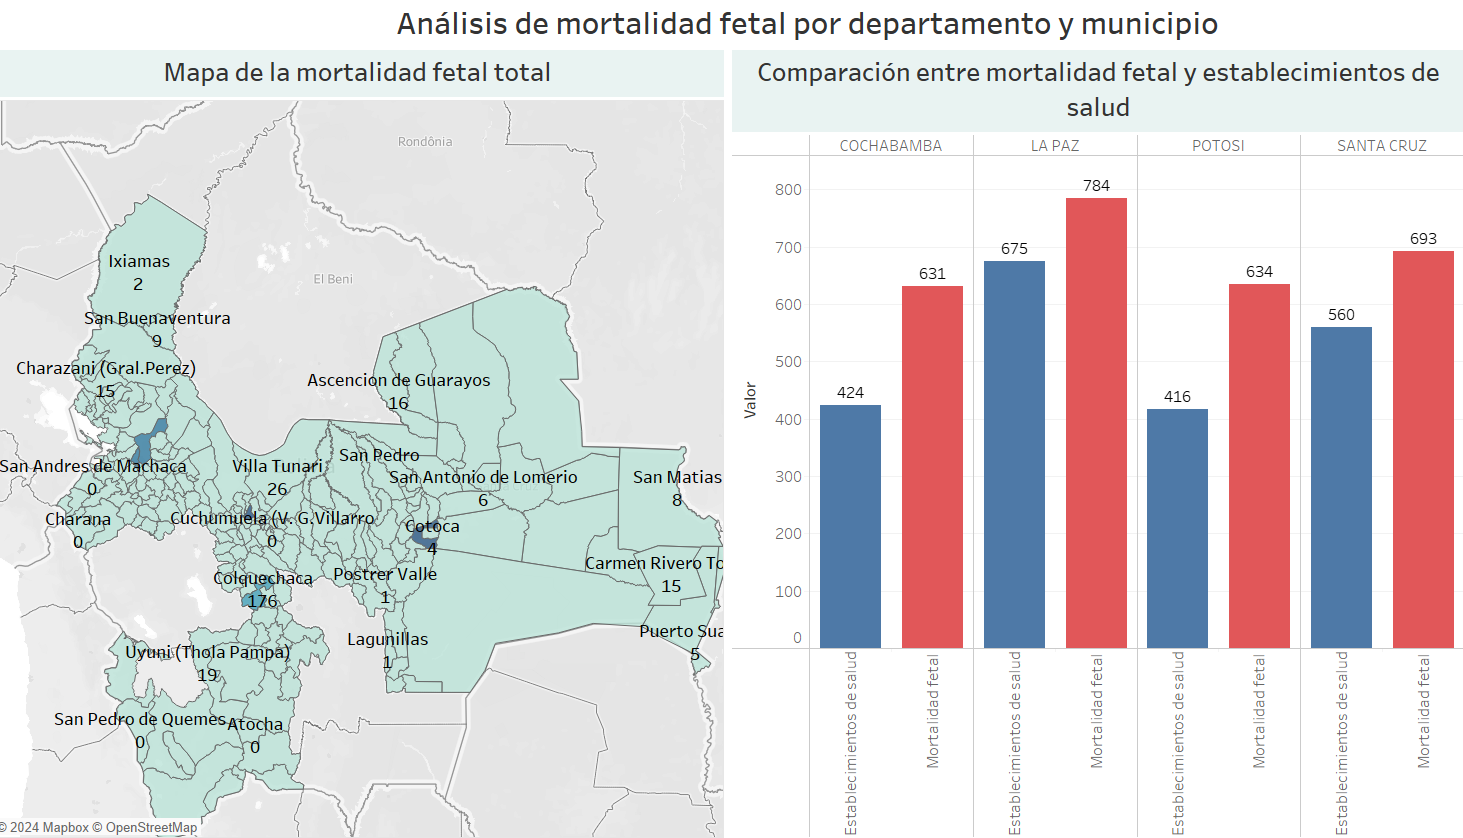 Análisis de mortalidad fetal por departamento y municipio
Mapa de la mortalidad fetal total
Rondônia
El Beni
Ixiamas
2
San Buenaventura
9
Charazani (Gral.Perez)
15
Ascencion de Guarayos
16
San Andres de Machaca
0
Villa Tunari
26
San Pedro
San Antonio de Lomerio
6
San Matias
8
Charana
0
Cuchumuela (V. G.Villarro
0
Cotoca
4
Colquechaca
176
Postrer Valle
1
Carmen Rivero To
15
Lagunillas
1
Puerto Sua
5
Uyuni (Thola Pampa)
19
San Pedro de Quemes
0
Atocha
0
© 2024 Mapbox © OpenStreetMap
Comparación entre mortalidad fetal y establecimientos de
salud
COCHABAMBA
LA PAZ
POTOSI
SANTA CRUZ
Valor
800
700
600
500
400
300
200
100
0
424
631
675
784
416
634
560
693
Establecimientos de salud
Mortalidad fetal
Establecimientos de salud
Mortalidad fetal
Establecimientos de salud
Mortalidad fetal
Establecimientos de salud
Mortalidad fetal